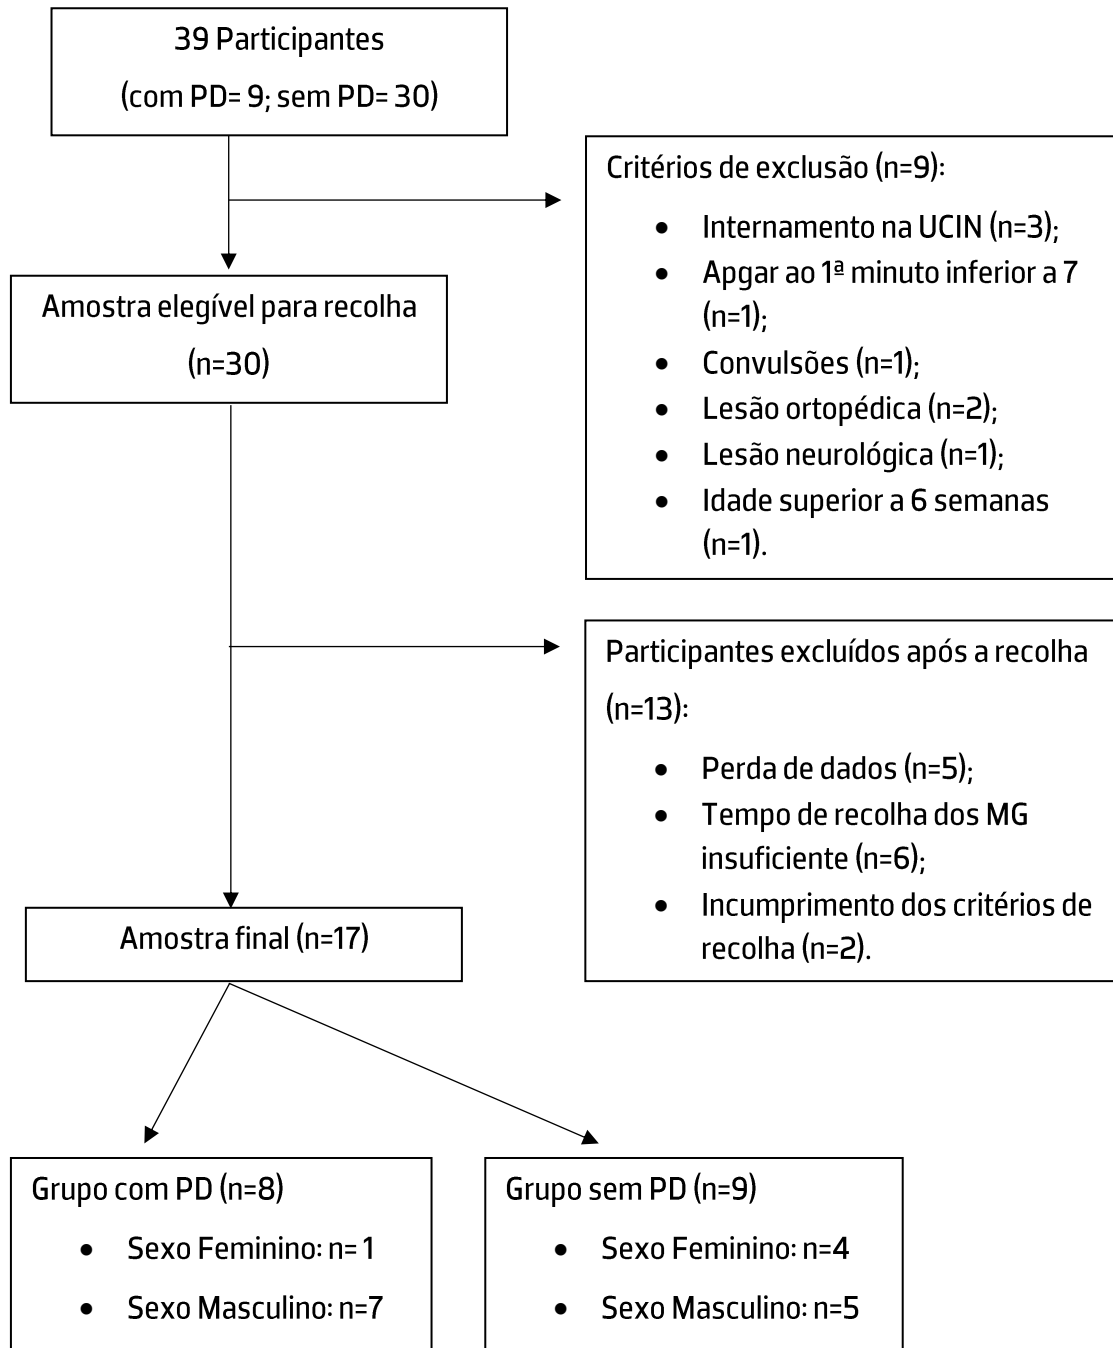 39 Participantes
(com PD= 9; sem PD= 30)
Critérios de exclusão (n=9):
• Internamento na UCIN (n=3);
• Apgar ao 1ª minuto inferior a 7
(n=1);
• Convulsões (n=1);
• Lesão ortopédica (n=2);
• Lesão neurológica (n=1);
• Idade superior a 6 semanas
(n=1).
Amostra elegível para recolha
(n=30)
Participantes excluídos após a recolha
(n=13):
• Perda de dados (n=5);
• Tempo de recolha dos MG
insuficiente (n=6);
• Incumprimento dos critérios de
recolha (n=2).
Amostra final (n=17)
Grupo com PD (n=8)
• Sexo Feminino: n= 1
• Sexo Masculino: n=7
Grupo sem PD (n=9)
• Sexo Feminino: n=4
• Sexo Masculino: n=5